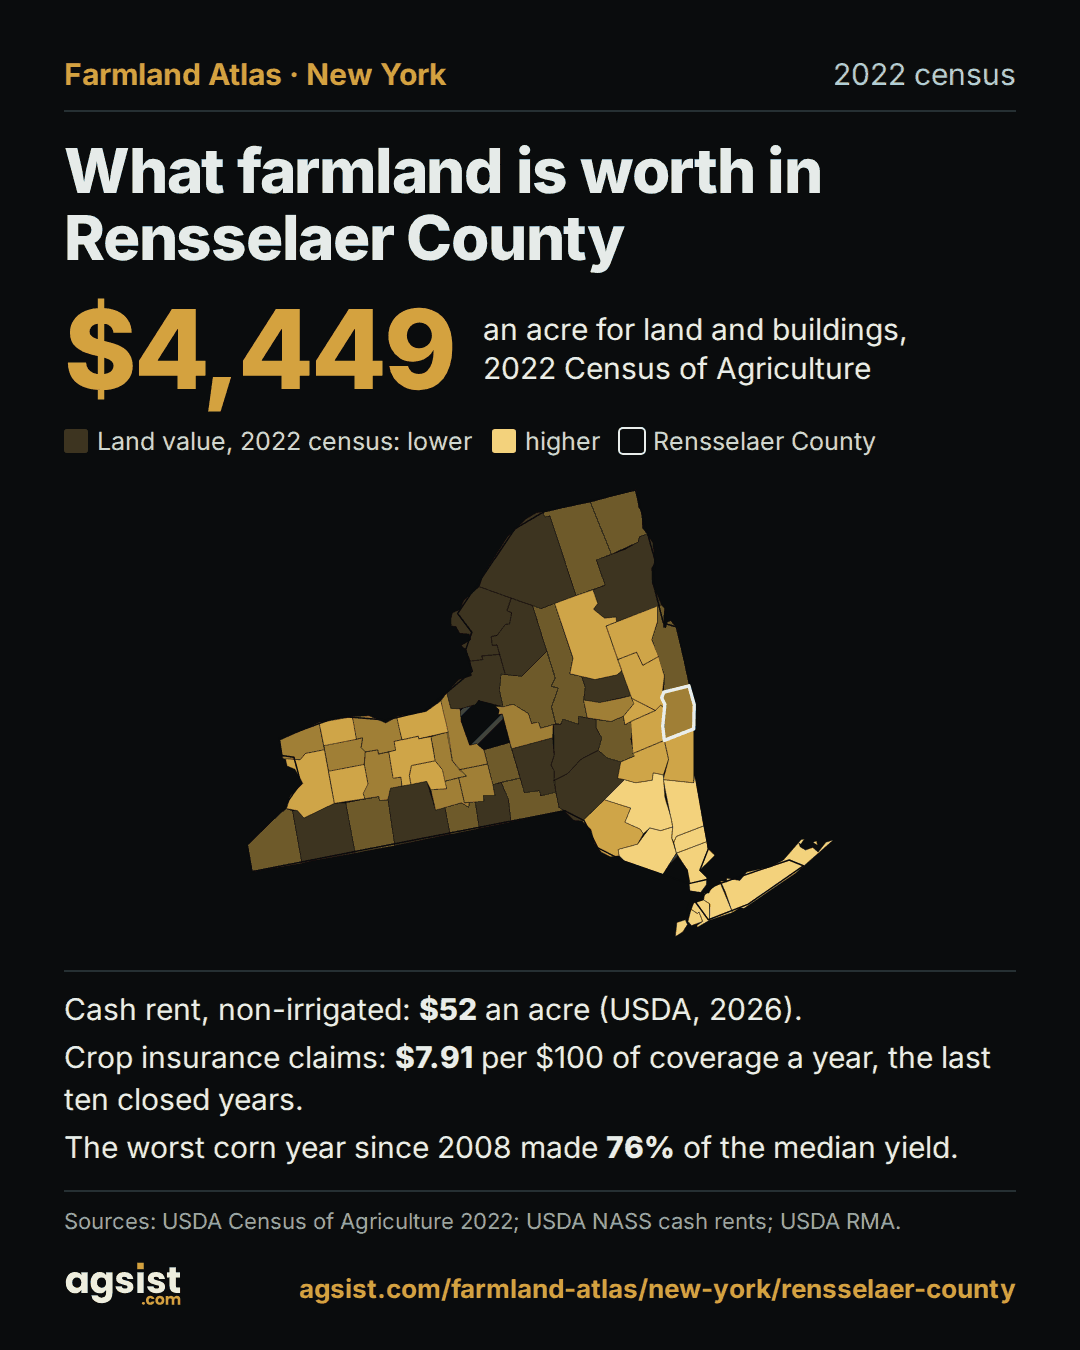 Farmland Atlas · New York
2022 census
What farmland is worth in
Rensselaer County
$4,449
an acre for land and buildings,
2022 Census of Agriculture
Land value, 2022 census: lower
higher
Rensselaer County
Cash rent, non-irrigated: $52 an acre (USDA, 2026).
Crop insurance claims: $7.91 per $100 of coverage a year, the last
ten closed years.
The worst corn year since 2008 made 76% of the median yield.
Sources: USDA Census of Agriculture 2022; USDA NASS cash rents; USDA RMA.
agsist
.com
agsist.com/farmland-atlas/new-york/rensselaer-county